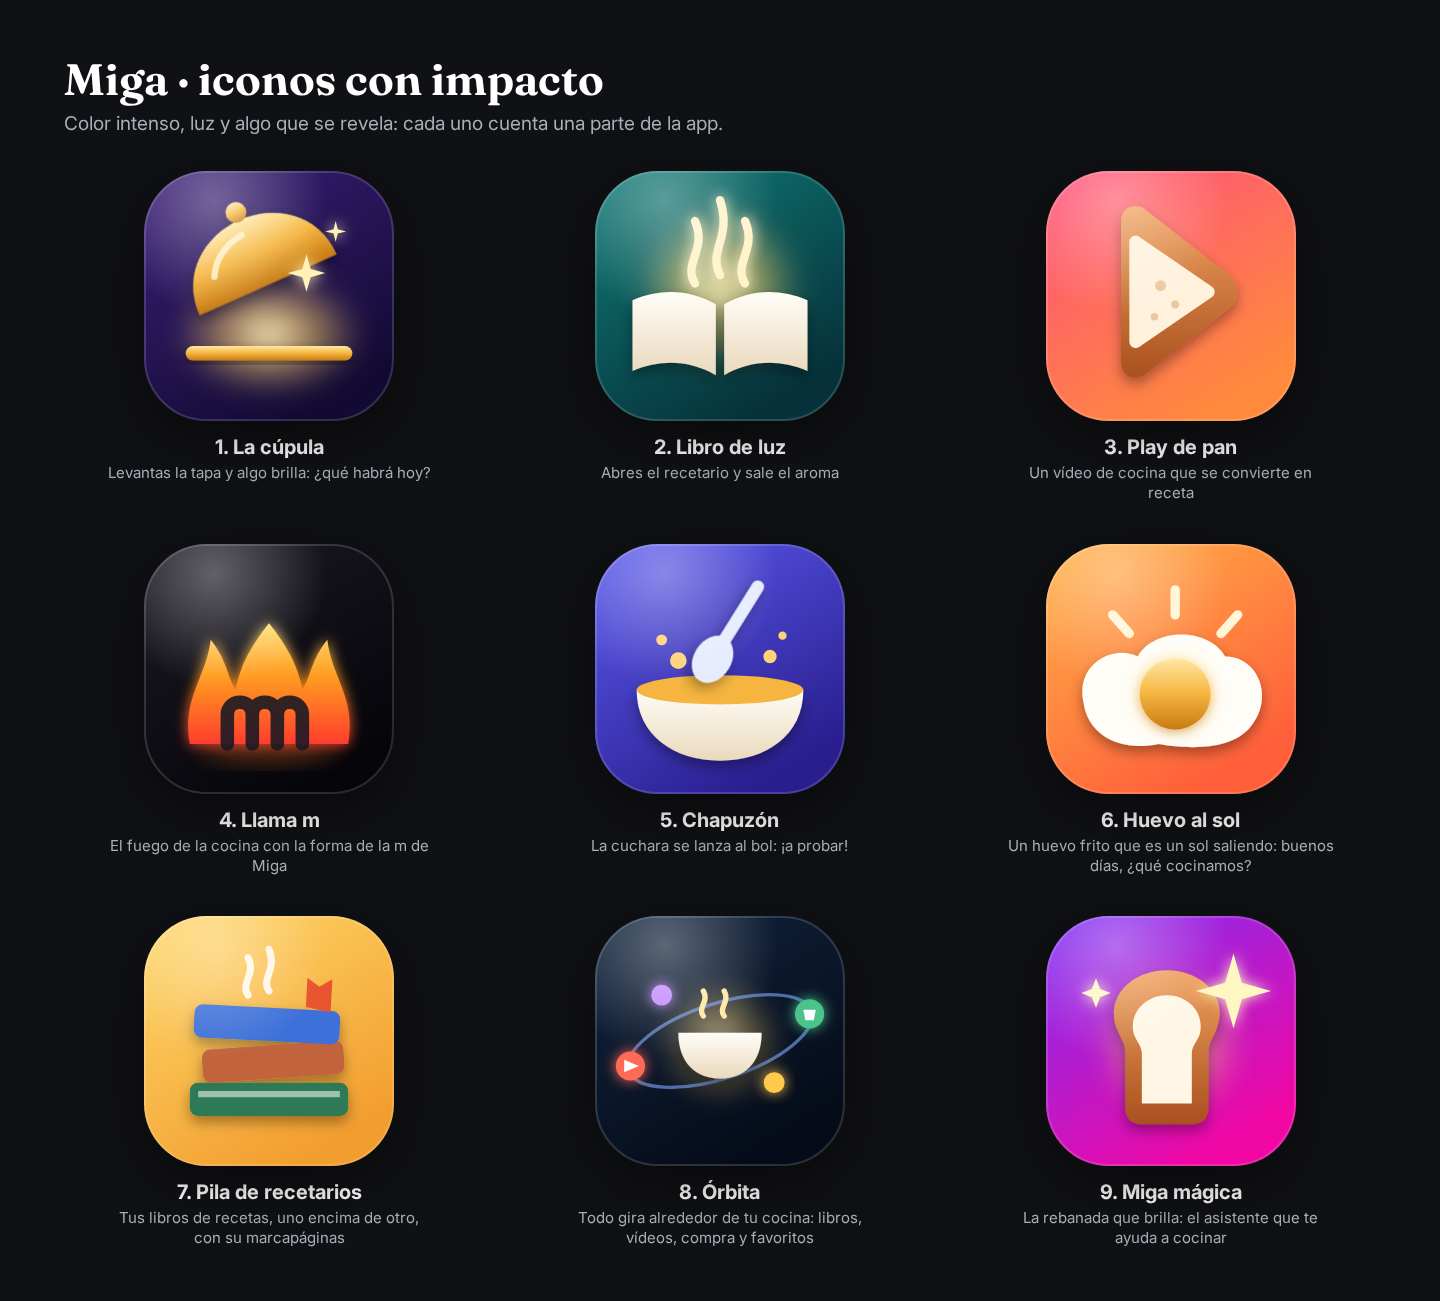 Miga · iconos con impacto
Color intenso, luz y algo que se revela: cada uno cuenta una parte de la app.
1. La cúpula
Levantas la tapa y algo brilla: ¿qué habrá hoy?
2. Libro de luz
Abres el recetario y sale el aroma
3. Play de pan
Un vídeo de cocina que se convierte en
receta
m
4. Llama m
El fuego de la cocina con la forma de la m de
Miga
5. Chapuzón
La cuchara se lanza al bol: ¡a probar!
6. Huevo al sol
Un huevo frito que es un sol saliendo: buenos
días, ¿qué cocinamos?
7. Pila de recetarios
Tus libros de recetas, uno encima de otro,
con su marcapáginas
8. Órbita
Todo gira alrededor de tu cocina: libros,
vídeos, compra y favoritos
9. Miga mágica
La rebanada que brilla: el asistente que te
ayuda a cocinar